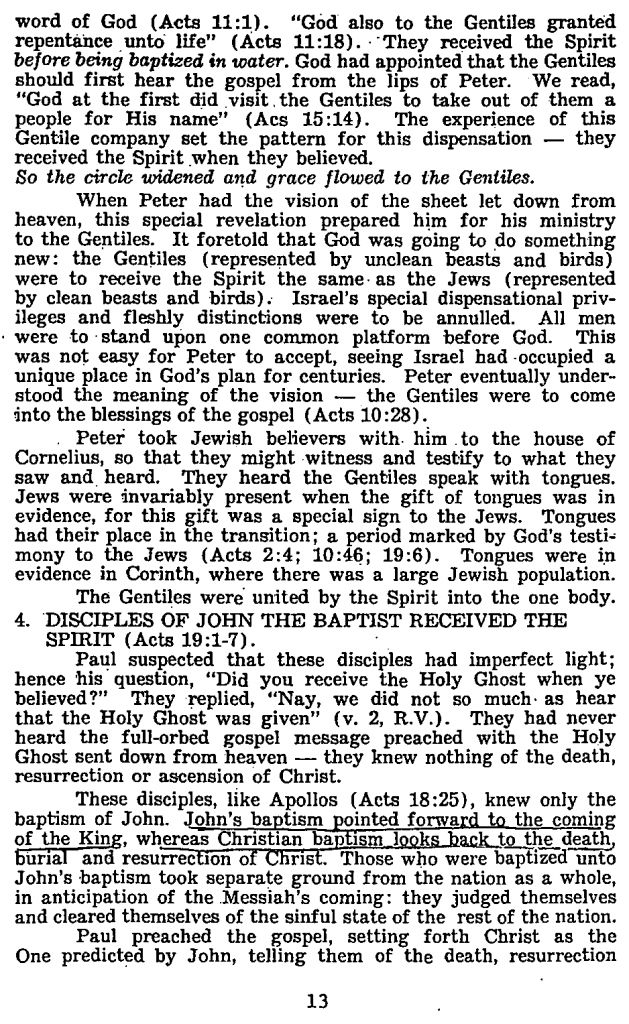 word of God (Acts 11:1). "God also to the Gentiles granted
repentance unto life" (Acts 11:18). They received the Spirit
before being baptized in water. God had appointed that the Gentiles
should first hear the gospel from the lips of Peter. We read,
"God at the first did visit the Gentiles to take out of them a
people for His name" (Acs 15:14). The experience of this
Gentile company set the pattern for this dispensation — they
received the Spirit when they believed.
So the circle widened and grace flowed to the Gentiles.
When Peter had the vision of the sheet let down from
heaven, this special revelation prepared him for his ministry
to the Gentiles. It foretold that God was going to do something
new: the Gentiles (represented by unclean beasts and birds)
were to receive the Spirit the same as the Jews (represented
by clean beasts and birds). Israel's special dispensational priv-
ileges and fleshly distinctions were to be annulled. All men
were to stand upon one common platform before God. This
was not easy for Peter to accept, seeing Israel had occupied a
unique place in God's plan for centuries. Peter eventually under-
stood the meaning of the vision — the Gentiles were to come
into the blessings of the gospel (Acts 10:28).
Peter took Jewish believers with him to the house of
Cornelius, so that they might witness and testify to what they
saw and heard. They heard the Gentiles speak with tongues.
Jews were invariably present when the gift of tongues was in
evidence, for this gift was a special sign to the Jews. Tongues
had their place in the transition; a period marked by God's testi-
mony to the Jews (Acts 2:4; 10:46; 19:6). Tongues were in
evidence in Corinth, where there was a large Jewish population.
The Gentiles were united by the Spirit into the one body.
4. DISCIPLES OF JOHN THE BAPTIST RECEIVED THE
SPIRIT (Acts 19:1-7).
Paul suspected that these disciples had imperfect light;
hence his question, "Did you receive the Holy Ghost when ye
believed?" They replied, "Nay, we did not so much as hear
that the Holy Ghost was given" (v. 2, R.V.). They had never
heard the full-orbed gospel message preached with the Holy
Ghost sent down from heaven — they knew nothing of the death,
resurrection or ascension of Christ.
These disciples, like Apollos (Acts 18:25), knew only the
baptism of John. John's baptism pointed forward to the coming
of the King, whereas Christian baptism looks back to the death,
burial and resurrection of Christ. Those who were baptized unto
John's baptism took separate ground from the nation as a whole,
in anticipation of the Messiah's coming: they judged themselves
and cleared themselves of the sinful state of the rest of the nation.
Paul preached the gospel, setting forth Christ as the
One predicted by John, telling them of the death, resurrection
13